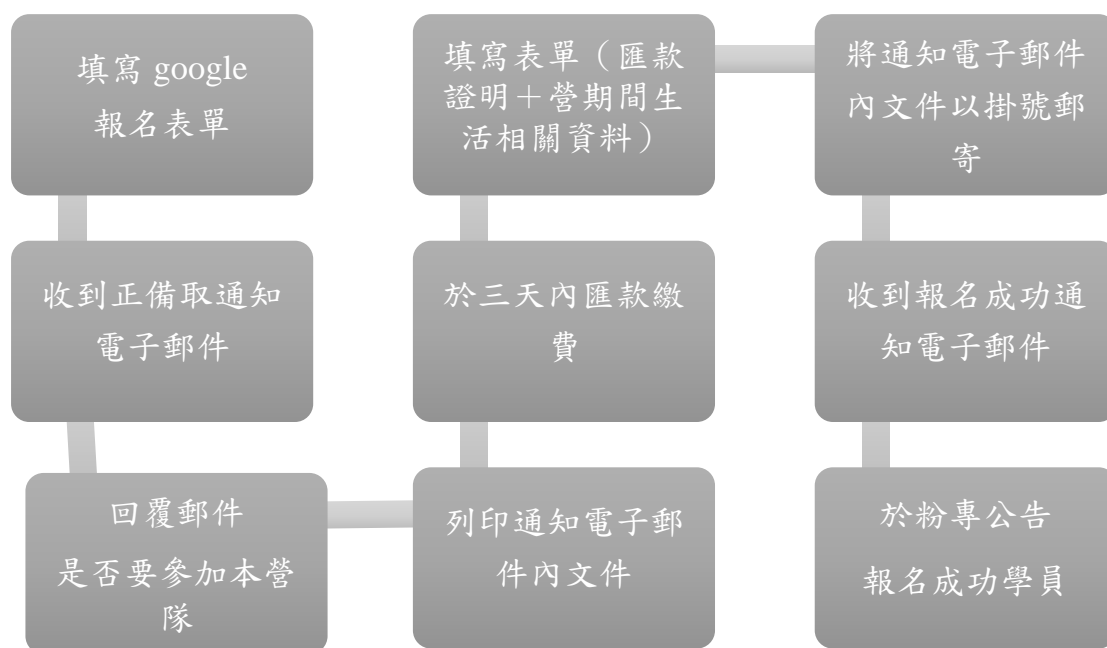 填寫 google
報名表單
收到正備取通知
電子郵件
回覆郵件
是否要參加本營
隊
列印通知電子郵
件內文件
於三天內匯款繳
費
填寫表單（匯款
證明＋營期間生
活相關資料）
將通知電子郵件
內文件以掛號郵
寄
收到報名成功通
知電子郵件
於粉專公告
報名成功學員